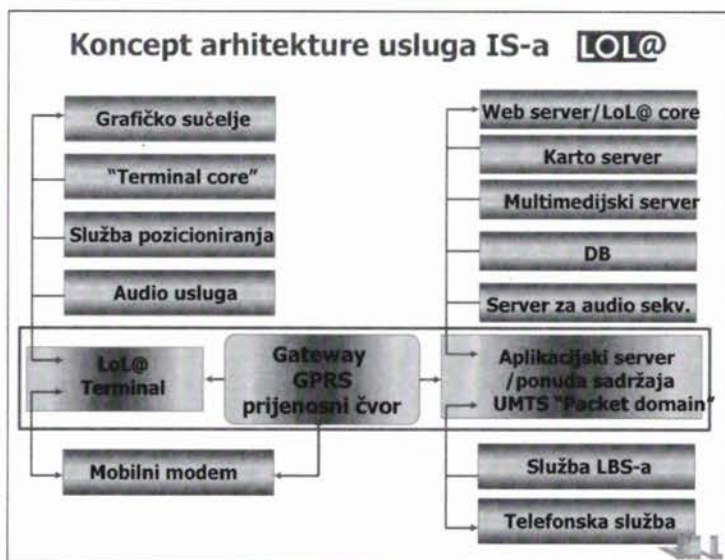 Koncept arhitekture usluga IS-a LOL@
Grafičko sučelje
"Terminal core"
Služba pozicioniranja
Audio usluga
LoL@
Terminal
Mobilni modem
Gateway
GPRS
prijenosni čvor
Web server/LoL@ core
Karto server
Multimedijski server
DB
Server za audio sekv.
Aplikacijski server
/ponuda sadržaja
UMTS "Packet domain"
Služba LBS-a
Telefonska služba